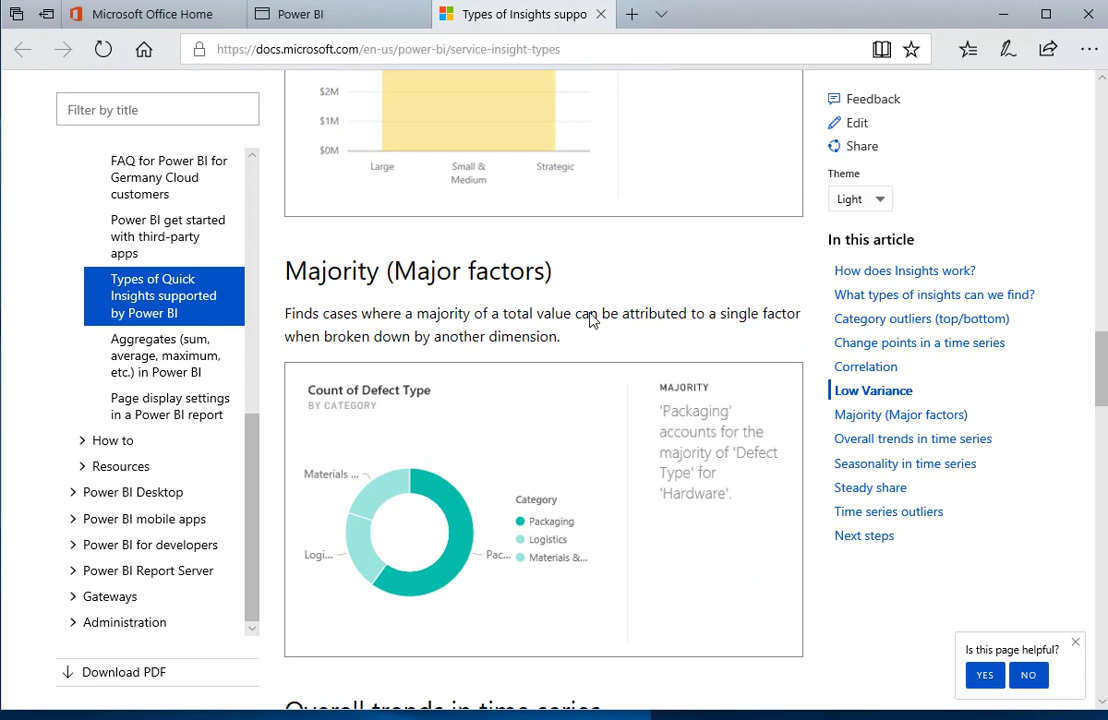 Microsoft Office Home
Power BI
Types of Insights suppo
https://docs.microsoft.com/en-us/power-bi/service-insight-types
Filter by title
FAQ for Power BI for
Germany Cloud
customers
Power BI get started
with third-party
apps
Types of Quick
Insights supported
by Power BI
Aggregates (sum,
average, maximum,
etc.) in Power BI
Page display settings
in a Power BI report
How to
Resources
Power BI Desktop
Power BI mobile apps
Power BI for developers
Power BI Report Server
Gateways
Administration
Download PDF
$2M
$1M
$0M
Large
Small &
Medium
Strategic
Majority (Major factors)
Finds cases where a majority of a total value can be attributed to a single factor
when broken down by another dimension.
Count of Defect Type
BY CATEGORY
Materials ...
Logi...
Pac...
Category
Packaging
Logistics
Materials &...
MAJORITY
'Packaging'
accounts for the
majority of 'Defect
Type' for
'Hardware'.
Overall trends in time series
Feedback
Edit
Share
Theme
Light
In this article
How does Insights work?
What types of insights can we find?
Category outliers (top/bottom)
Change points in a time series
Correlation
Low Variance
Majority (Major factors)
Overall trends in time series
Seasonality in time series
Steady share
Time series outliers
Next steps
Is this page helpful?
YES
NO